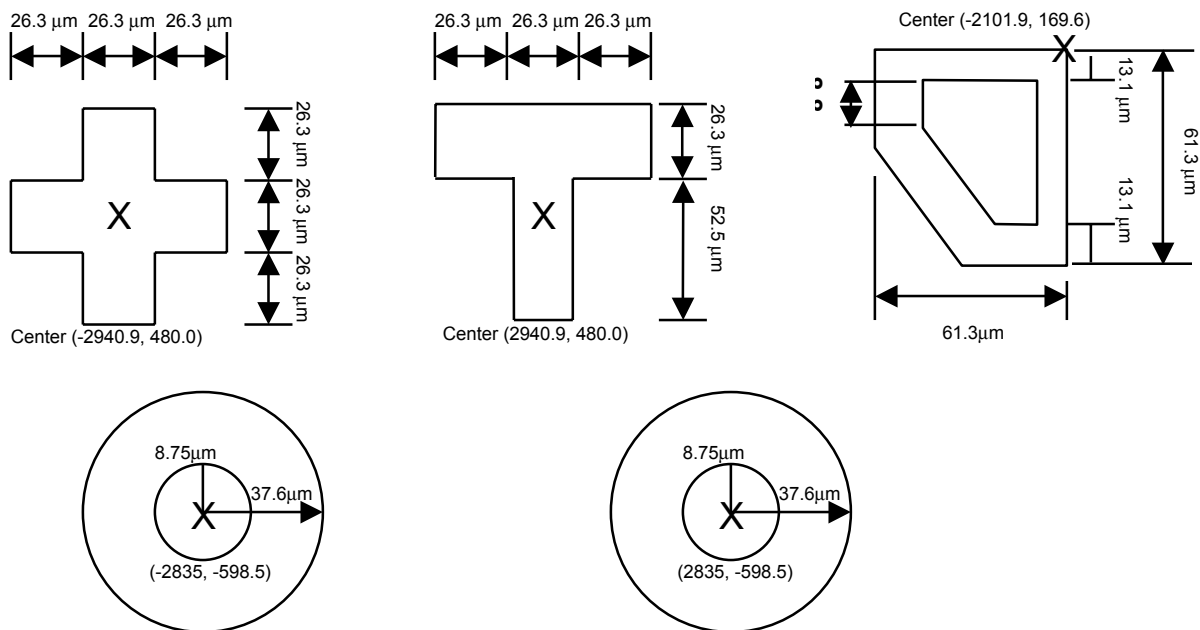 26.3 μm 26.3 μm 26.3 μm
26.3 μm
26.3 μm
26.3 μm
X
Center (-2940.9, 480.0)
26.3 μm 26.3 μm 26.3 μm
26.3 μm
52.5 μm
X
Center (2940.9, 480.0)
Center (-2101.9, 169.6)
X
13.1 μm
61.3 μm
13.1 μm
61.3μm
8.75μm
37.6μm
X
(-2835, -598.5)
8.75μm
37.6μm
X
(2835, -598.5)